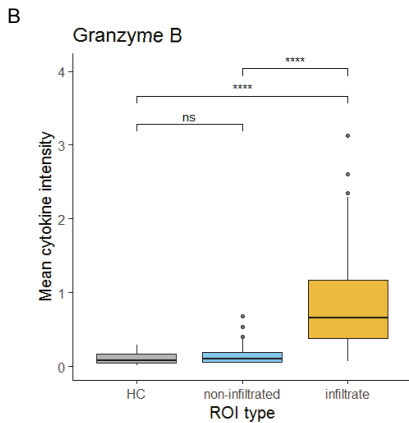 B
Granzyme B
****
****
ns
4
3
2
1
0
Mean cytokine intensity
HC non-infiltrated infiltrate
ROI type